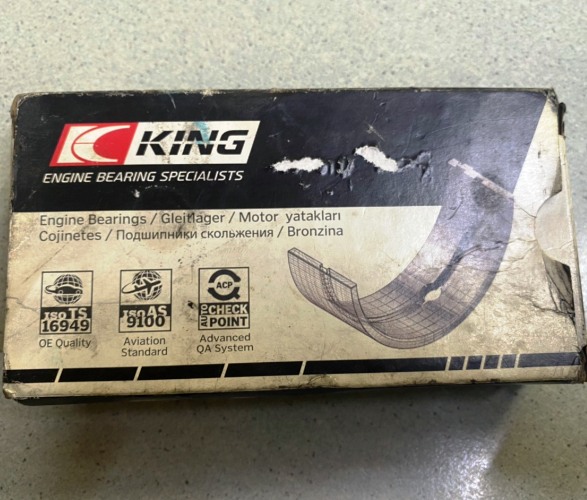 KING
ENGINE BEARING SPECIALISTS
Engine Bearings / Gleitlager / Motor yatakları
Cojinetes / Подшипники скольжения / Bronzina
ISO TS
16949
OE Quality
ISO AS
9100
Aviation
Standard
ACP
AUTO CHECK
POINT
Advanced
QA System